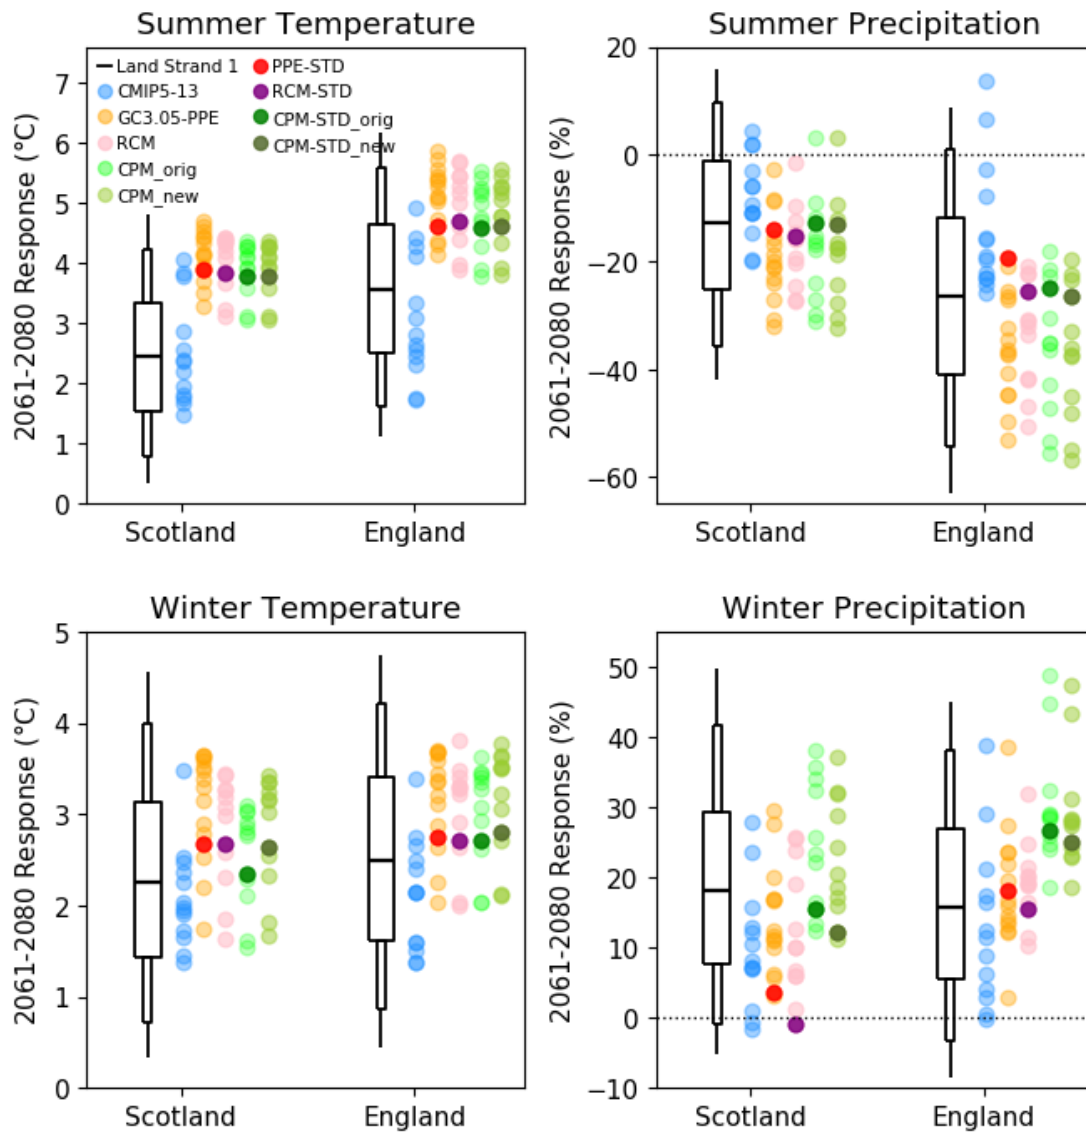 Summer Temperature
2061-2080 Response (°C)
7
6
5
4
3
2
1
0
Land Strand 1
CMIP5-13
GC3.05-PPE
RCM
CPM_orig
CPM_new
PPE-STD
RCM-STD
CPM-STD_orig
CPM-STD_new
Scotland
England
Summer Precipitation
2061-2080 Response (%)
20
0
−20
−40
−60
Scotland
England
Winter Temperature
2061-2080 Response (°C)
5
4
3
2
1
0
Scotland
England
Winter Precipitation
2061-2080 Response (%)
50
40
30
20
10
0
−10
Scotland
England